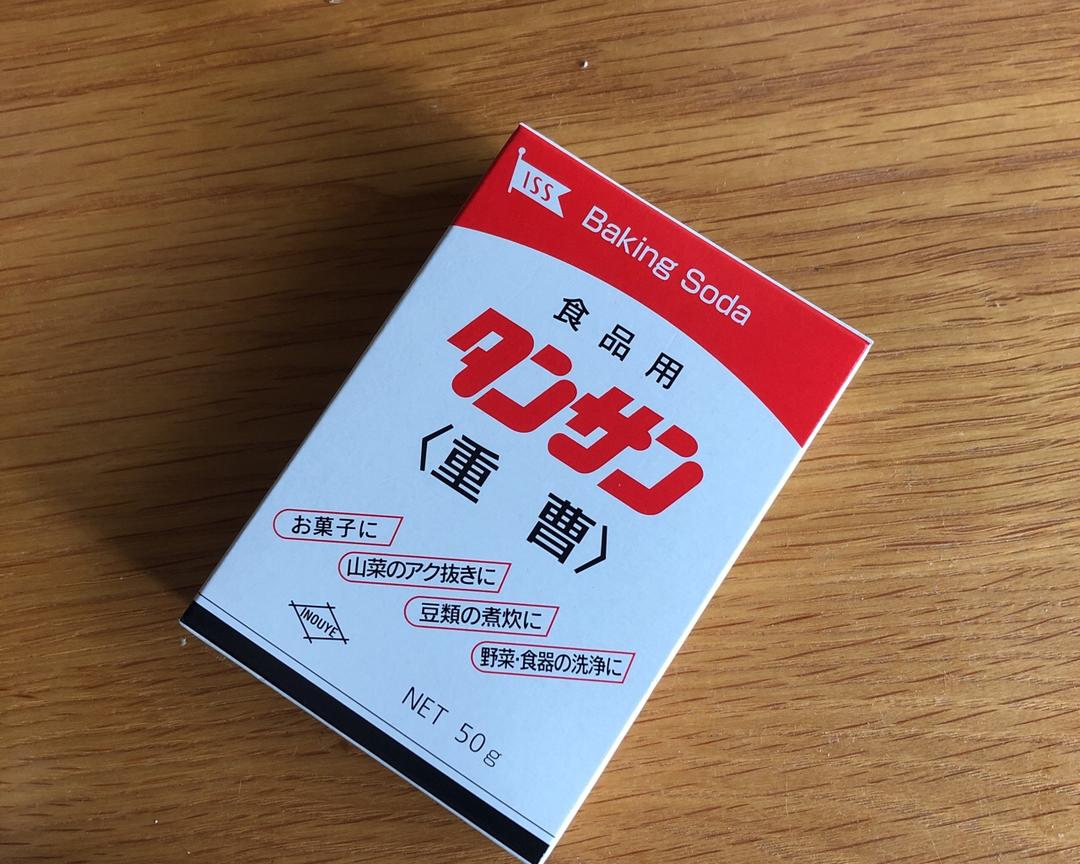 ISS
Baking Soda
食品用
タンサン
〈重曹〉
お菓子に
山菜のアク抜きに
豆類の煮炊に
野菜・食器の洗浄に
INOUYE
NET 50g